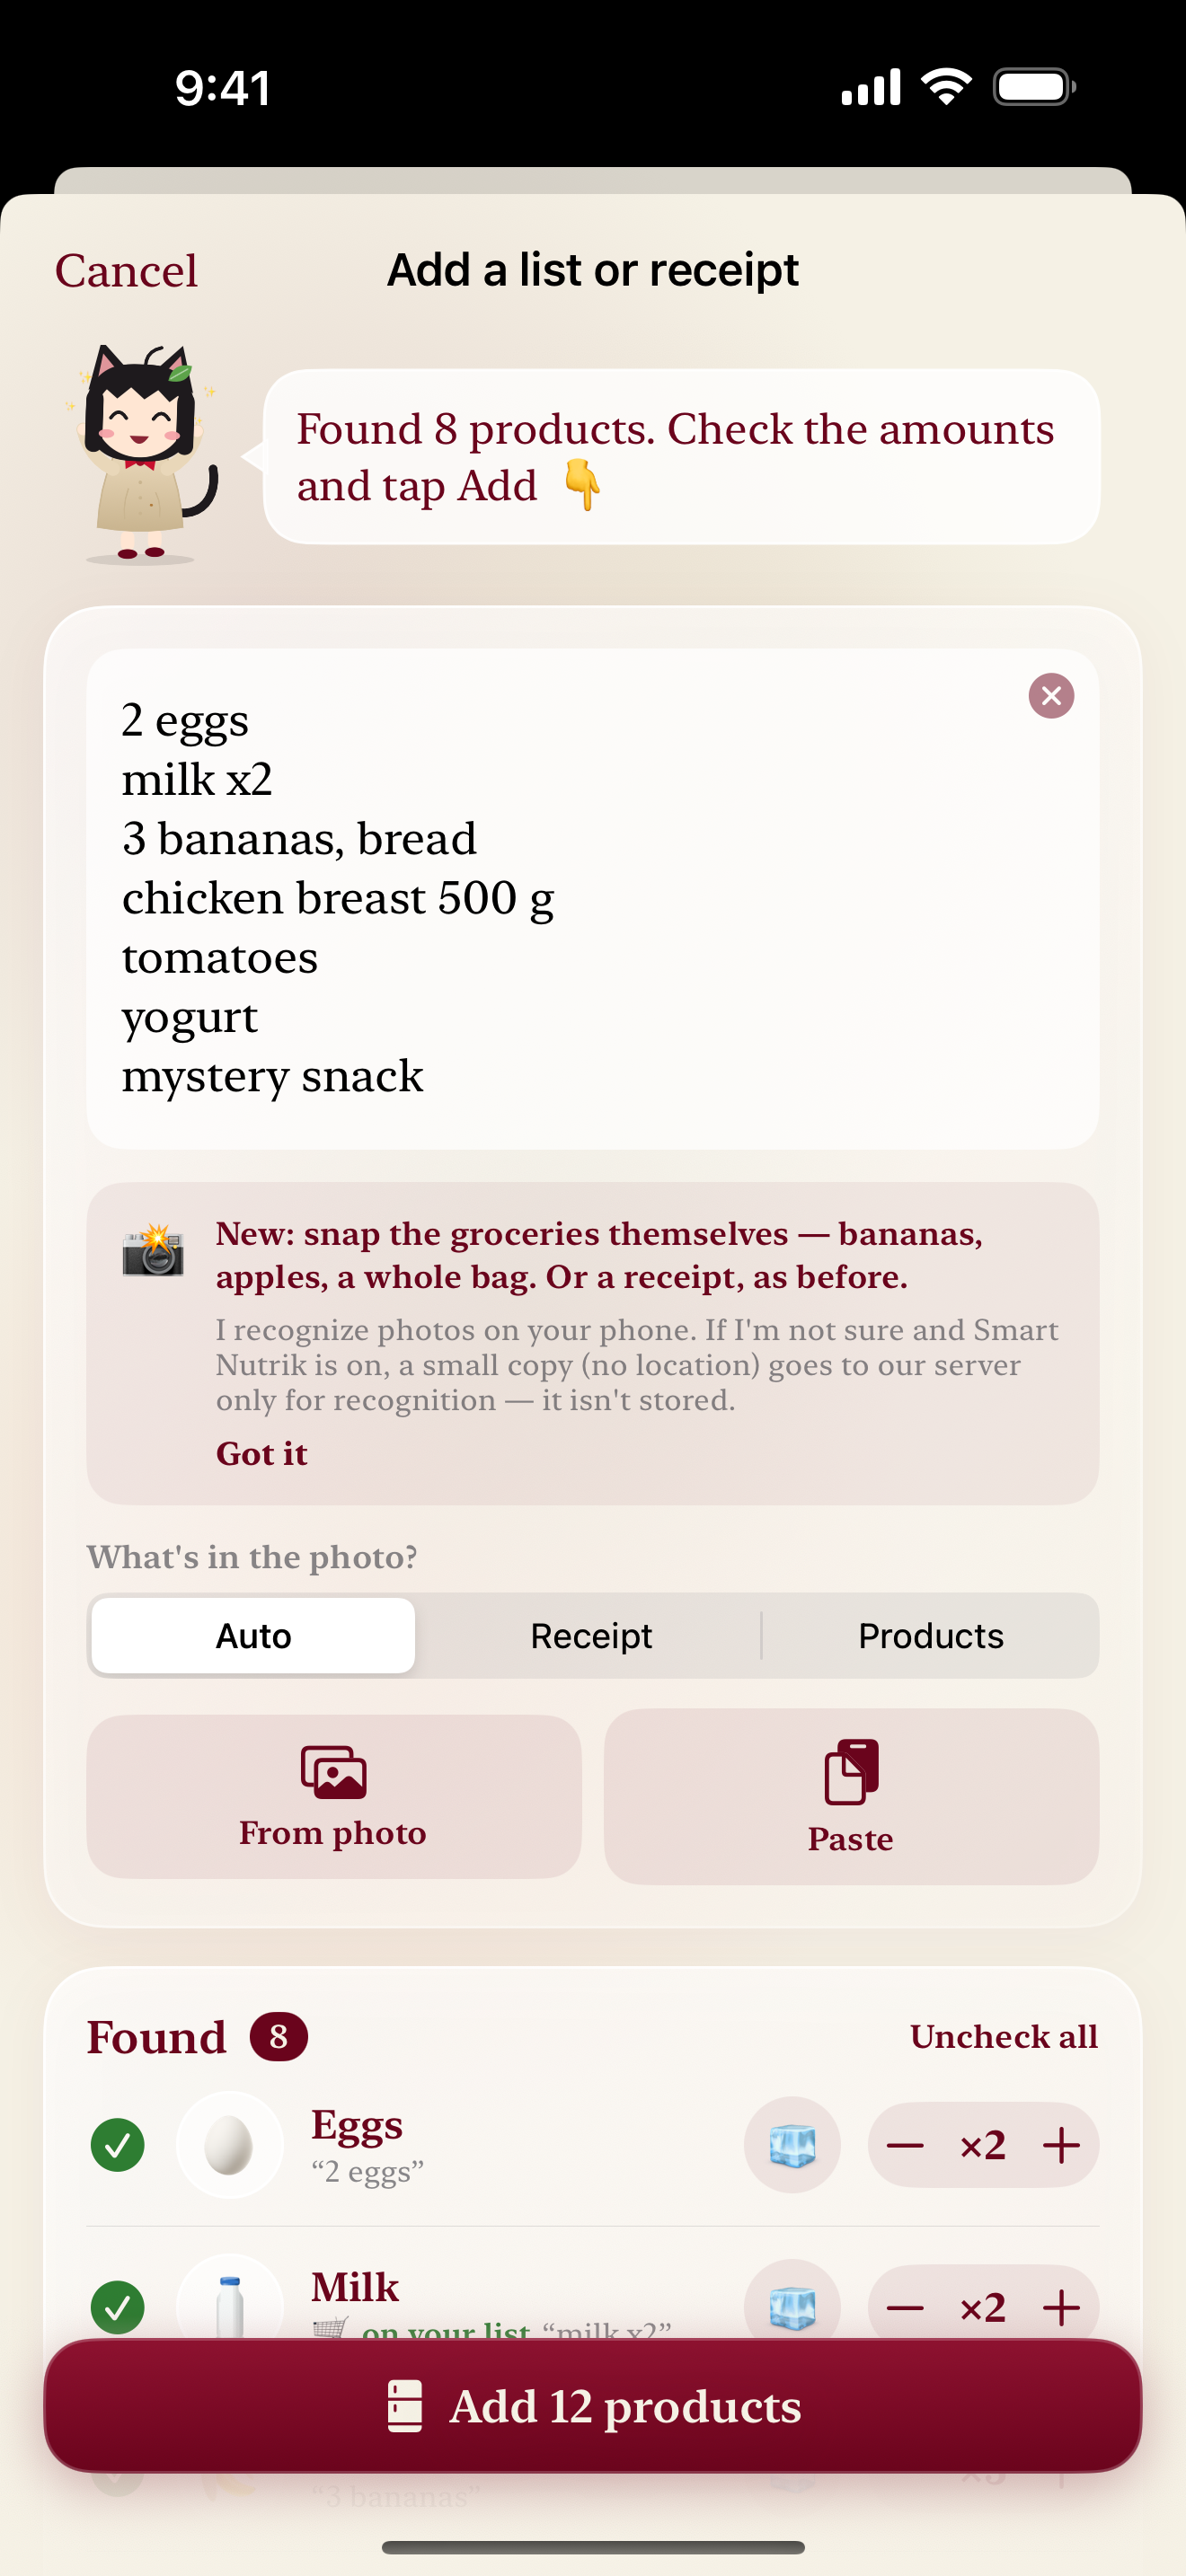 9:41
Cancel
Add a list or receipt
Found 8 products. Check the amounts
and tap Add 👇
2 eggs
milk x2
3 bananas, bread
chicken breast 500 g
tomatoes
yogurt
mystery snack
New: snap the groceries themselves — bananas,
apples, a whole bag. Or a receipt, as before.
I recognize photos on your phone. If I'm not sure and Smart
Nutrik is on, a small copy (no location) goes to our server
only for recognition — it isn't stored.
Got it
What's in the photo?
Auto
Receipt
Products
From photo
Paste
Found 8
Uncheck all
Eggs
“2 eggs”
×2
Milk
on your list “milk x2”
×2
Add 12 products
“3 bananas”
×3